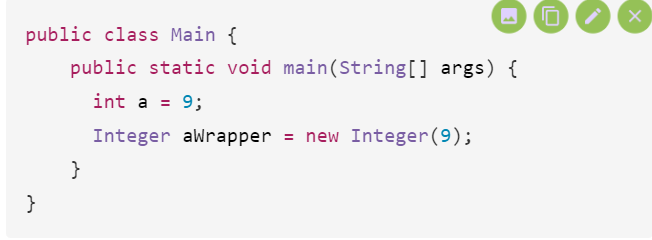 public class Main {
    public static void main(String[] args) {
      int a = 9;
      Integer aWrapper = new Integer(9);
    }
}